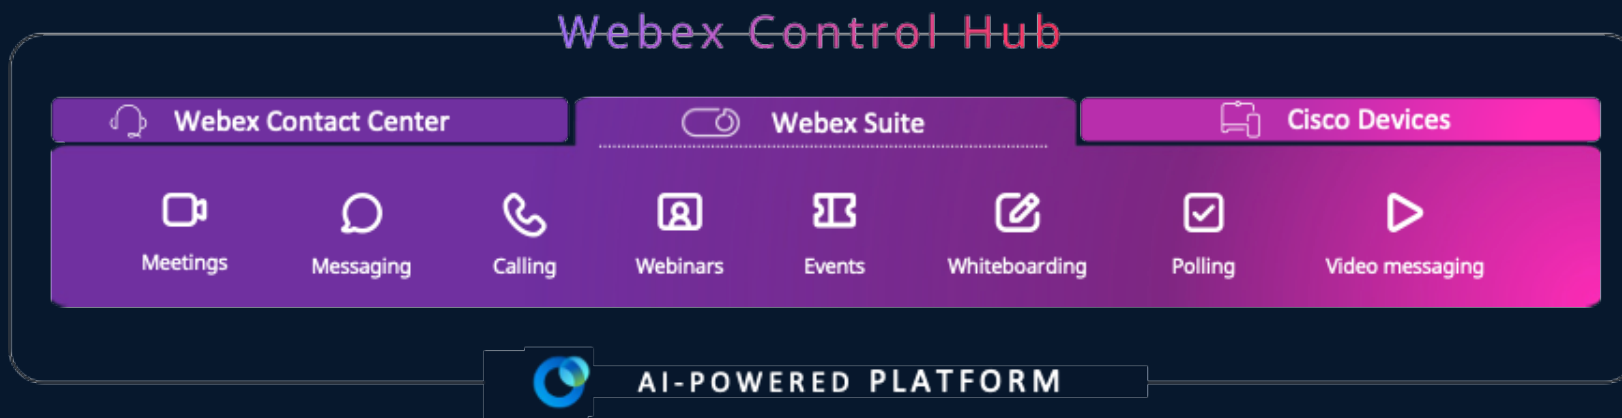 Webex Control Hub
Webex Contact Center
Webex Suite
Cisco Devices
Meetings
Messaging
Calling
Webinars
Events
Whiteboarding
Polling
Video messaging
AI-POWERED PLATFORM